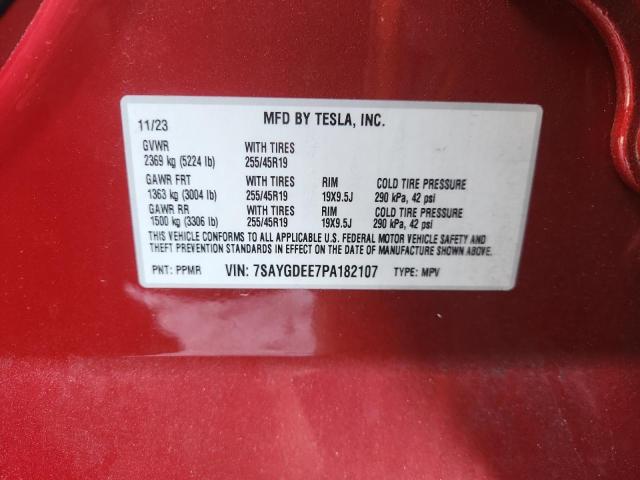 MFD BY TESLA, INC.
11/23
GVWR WITH TIRES
2369 kg (5224 lb) 255/45R19
GAWR FRT WITH TIRES RIM COLD TIRE PRESSURE
1363 kg (3004 lb) 255/45R19 19X9.5J 290 kPa, 42 psi
GAWR RR WITH TIRES RIM COLD TIRE PRESSURE
1500 kg (3306 lb) 255/45R19 19X9.5J 290 kPa, 42 psi
THIS VEHICLE CONFORMS TO ALL APPLICABLE U.S. FEDERAL MOTOR VEHICLE SAFETY AND
THEFT PREVENTION STANDARDS IN EFFECT ON THE DATE OF MANUFACTURE SHOWN ABOVE.
PNT: PPMR VIN: 7SAYGDEE7PA182107 TYPE: MPV